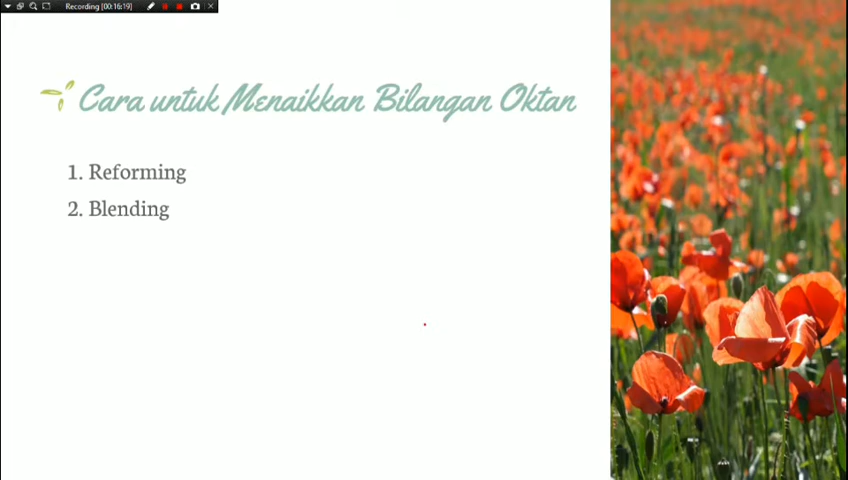 Recording [00:16:19]
Cara untuk Menaikkan Bilangan Oktan
1. Reforming
2. Blending